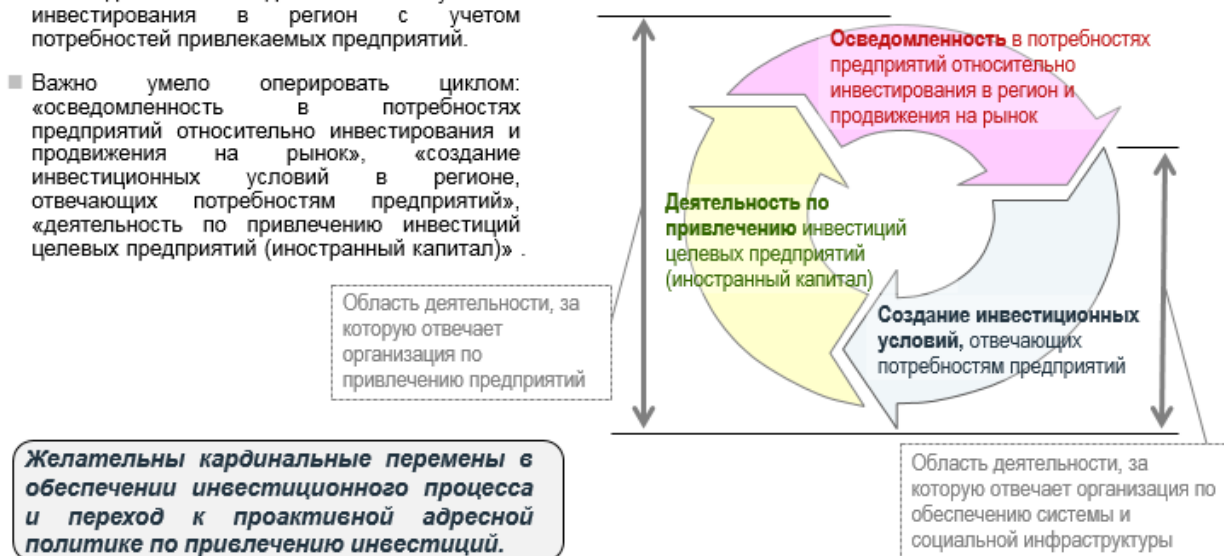 инвестирования в регион с учетом
потребностей привлекаемых предприятий.
Важно умело оперировать циклом:
«осведомленность в потребностях
предприятий относительно инвестирования и
продвижения на рынок», «создание
инвестиционных условий в регионе,
отвечающих потребностям предприятий»,
«деятельность по привлечению инвестиций
целевых предприятий (иностранный капитал)» .
Осведомленность в потребностях
предприятий относительно
инвестирования в регион и
продвижения на рынок
Деятельность по
привлечению инвестиций
целевых предприятий
(иностранный капитал)
Создание инвестиционных
условий, отвечающих
потребностям предприятий
Область деятельности, за
которую отвечает
организация по
привлечению предприятий
Область деятельности, за
которую отвечает организация по
обеспечению системы и
социальной инфраструктуры
Желательны кардинальные перемены в
обеспечении инвестиционного процесса
и переход к проактивной адресной
политике по привлечению инвестиций.